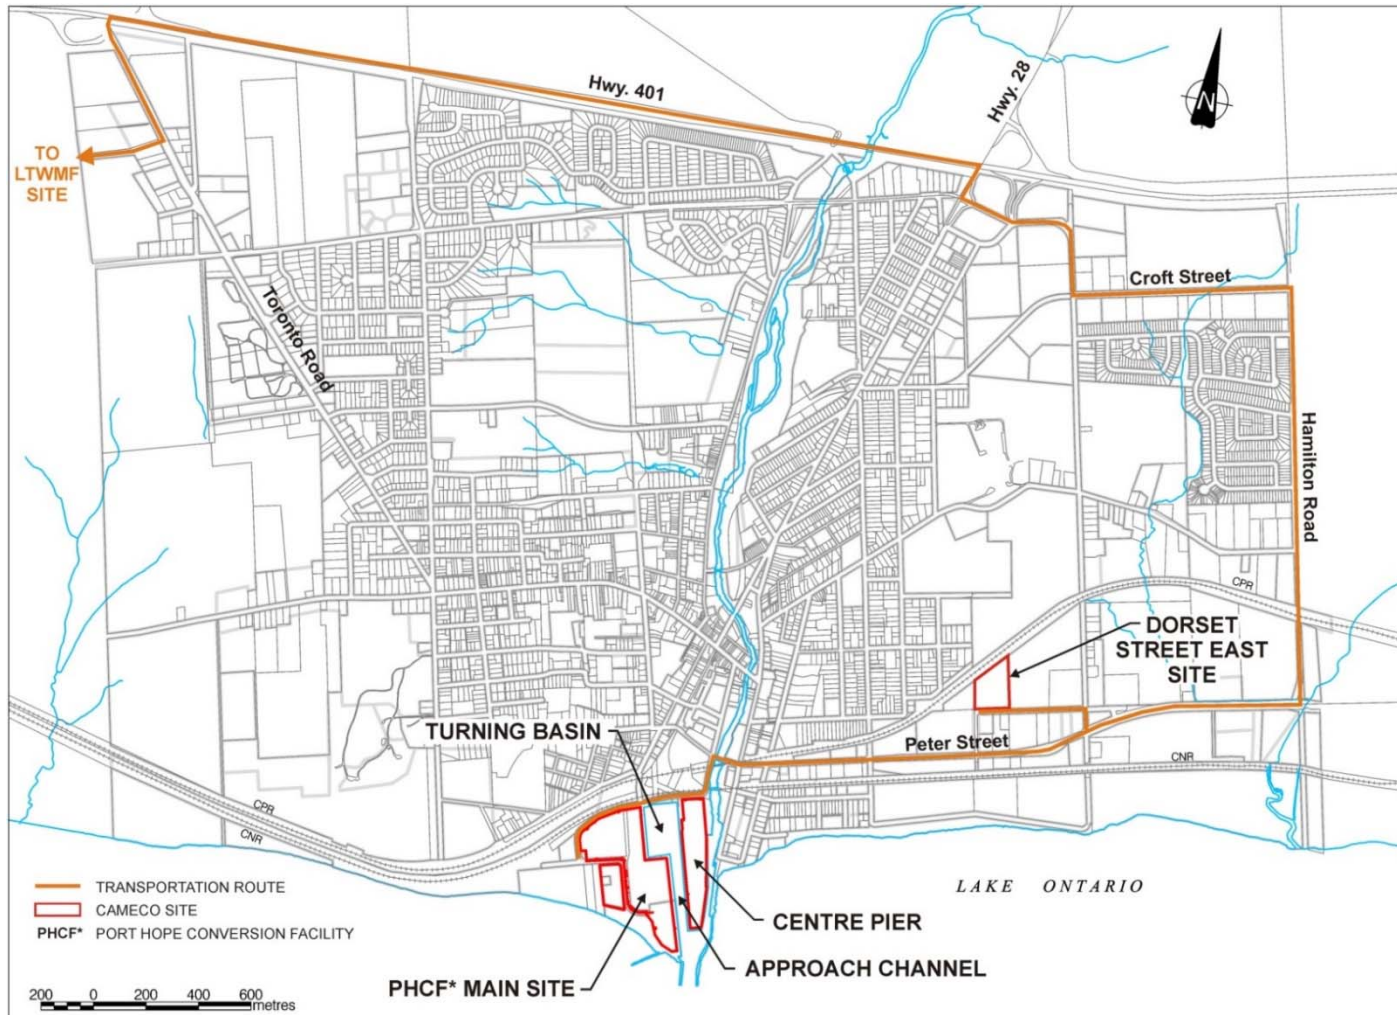 Hwy. 401
Hwy. 28
N
TO
LTWMF
SITE
Croft Street
Toronto Road
Hamilton Road
CPR
DORSET
STREET EAST
SITE
TURNING BASIN
Peter Street
CNR
CPR
CNR
LAKE ONTARIO
TRANSPORTATION ROUTE
CAMECO SITE
PHCF* PORT HOPE CONVERSION FACILITY
CENTRE PIER
APPROACH CHANNEL
PHCF* MAIN SITE
200 0 200 400 600
metres